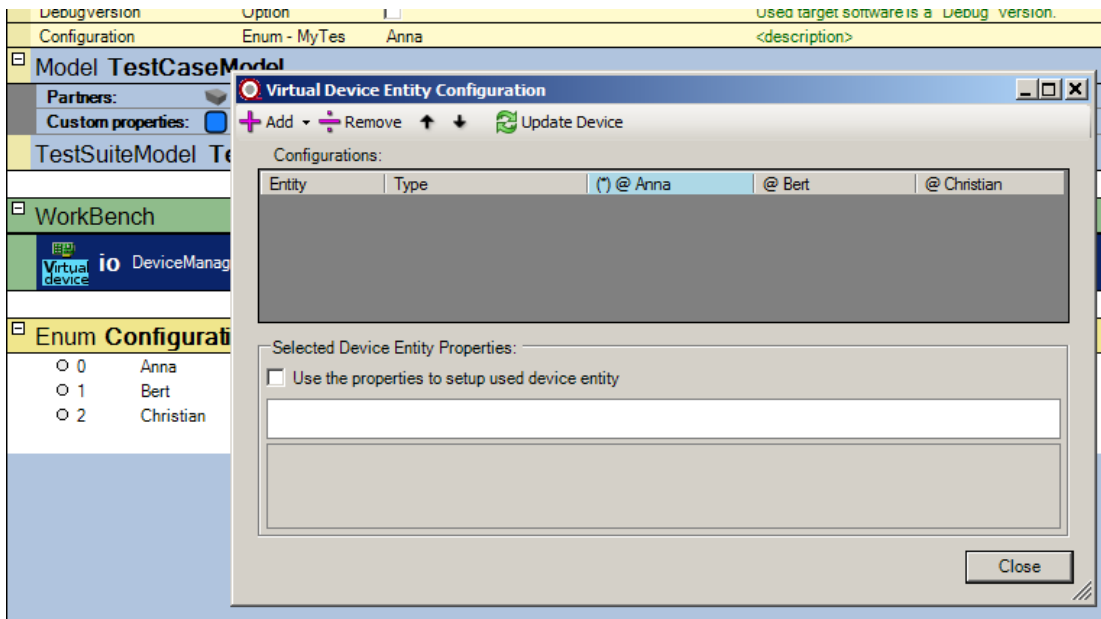 DebugVersion Option Used target software is a "Debug" version.
Configuration Enum - MyTes Anna <description>
Model TestCaseModel
Partners:
Custom properties:
TestSuiteModel Te
WorkBench
Virtual device io DeviceManag
Enum Configurati
0 Anna
1 Bert
2 Christian
Virtual Device Entity Configuration
Add Remove Update Device
Configurations:
Entity Type (*) @ Anna @ Bert @ Christian
Selected Device Entity Properties:
Use the properties to setup used device entity
Close